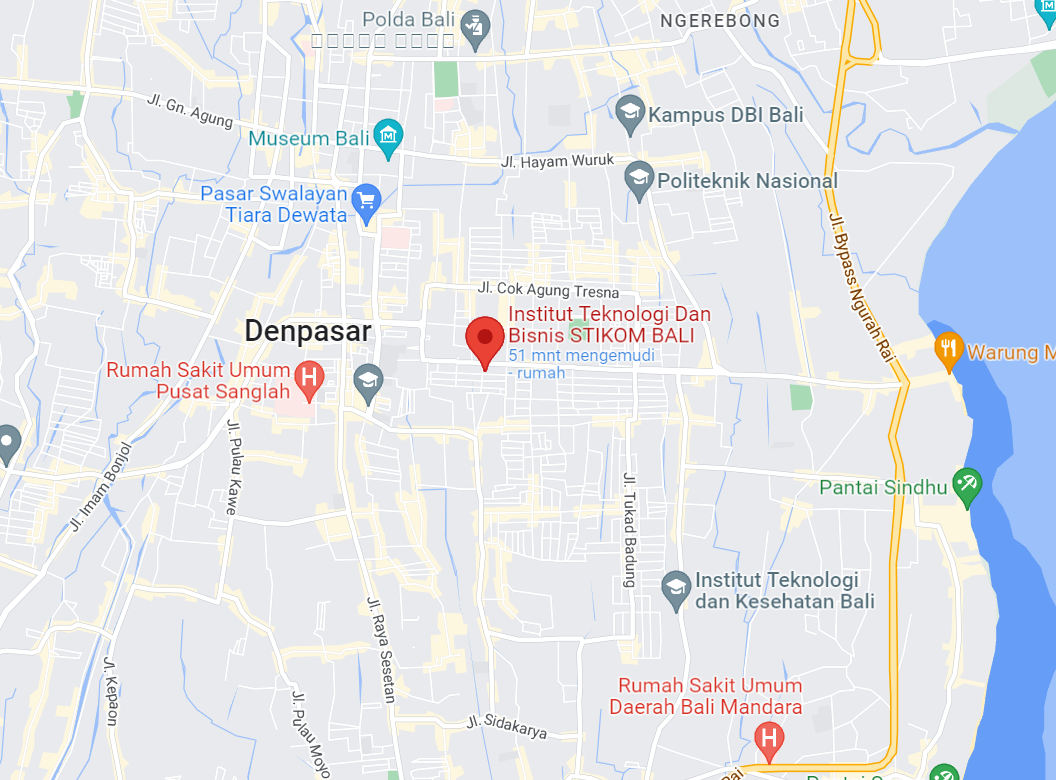 Polda Bali
NGEREBONG
Jl. Gn. Agung
Kampus DBI Bali
Museum Bali
Jl. Hayam Wuruk
Politeknik Nasional
Pasar Swalayan
Tiara Dewata
Jl. Bypass Ngurah Rai
Jl. Cok Agung Tresna
Institut Teknologi Dan
Bisnis STIKOM BALI
51 mnt mengemudi
- rumah
Denpasar
Warung M
Rumah Sakit Umum
Pusat Sanglah
H
Jl. Pulau Kawe
Jl. Imam Bonjol
Pantai Sindhu
Jl. Tukad Badung
Institut Teknologi
dan Kesehatan Bali
Jl. Raya Sesetan
Jl. Kepaon
Jl. Pulau Moyo
Rumah Sakit Umum
Daerah Bali Mandara
H
Jl. Sidakarya